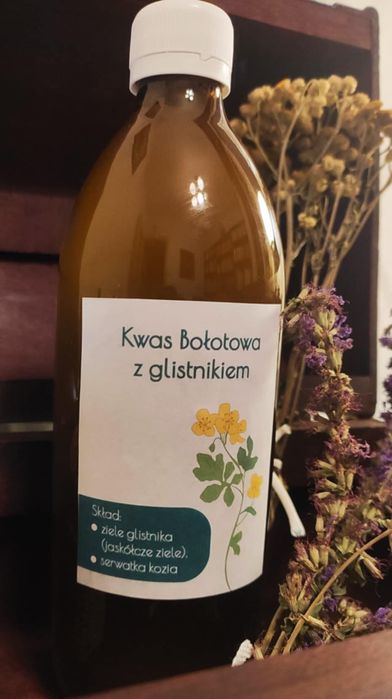 Kwas Bołotowa
z glistnikiem
Skład:
• ziele glistnika
(jaskółcze ziele),
• serwatka kozia